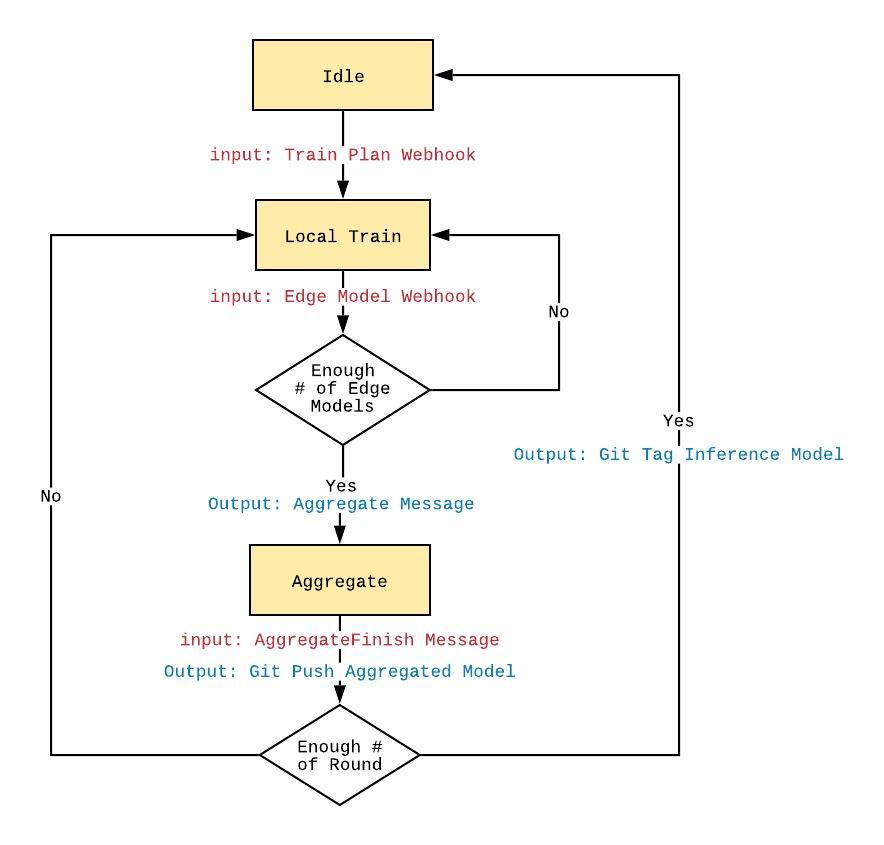 Idle
input: Train Plan Webhook
Local Train
input: Edge Model Webhook
No
Enough
# of Edge
Models
Yes
Output: Git Tag Inference Model
Yes
Output: Aggregate Message
No
Aggregate
input: AggregateFinish Message
Output: Git Push Aggregated Model
Enough #
of Round